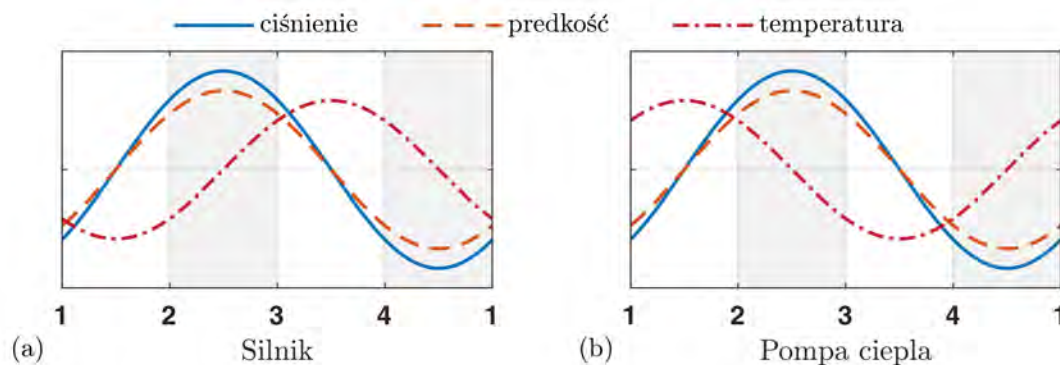 ciśnienie predkość temperatura
1 2 3 4 1 1 2 3 4 1
(a) Silnik (b) Pompa ciepla